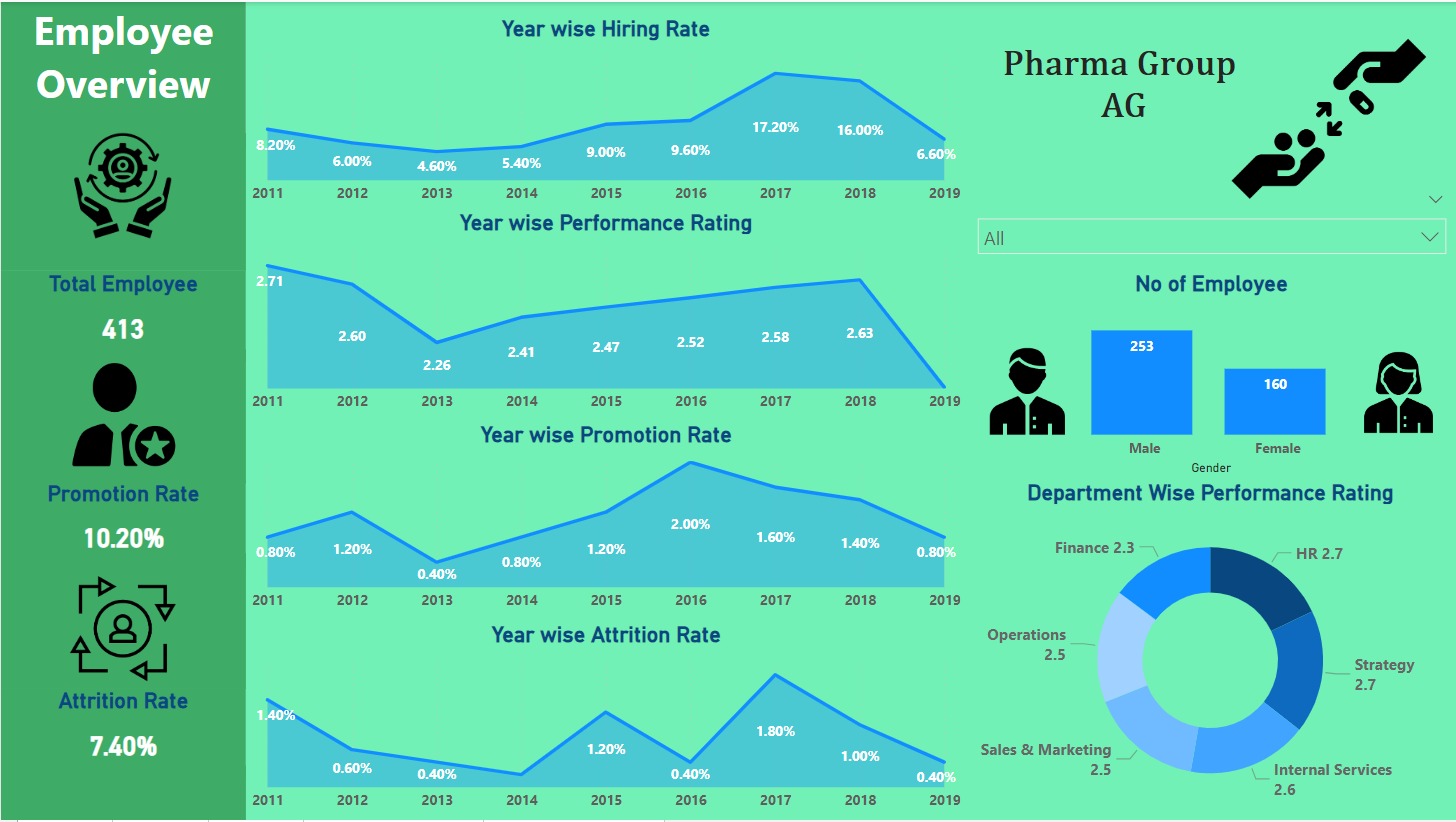 Employee
Overview
Total Employee
413
Promotion Rate
10.20%
Attrition Rate
7.40%
Year wise Hiring Rate
8.20%
6.00%
4.60%
5.40%
9.00%
9.60%
17.20%
16.00%
6.60%
2011 2012 2013 2014 2015 2016 2017 2018 2019
Year wise Performance Rating
2.71
2.60
2.26
2.41
2.47
2.52
2.58
2.63
2011 2012 2013 2014 2015 2016 2017 2018 2019
Year wise Promotion Rate
0.80%
1.20%
0.40%
0.80%
1.20%
2.00%
1.60%
1.40%
0.80%
2011 2012 2013 2014 2015 2016 2017 2018 2019
Year wise Attrition Rate
1.40%
0.60%
0.40%
1.20%
0.40%
1.80%
1.00%
0.40%
2011 2012 2013 2014 2015 2016 2017 2018 2019
Pharma Group
AG
All
No of Employee
253
160
Male Female
Gender
Department Wise Performance Rating
Finance 2.3
HR 2.7
Operations
2.5
Strategy
2.7
Sales & Marketing
2.5
Internal Services
2.6